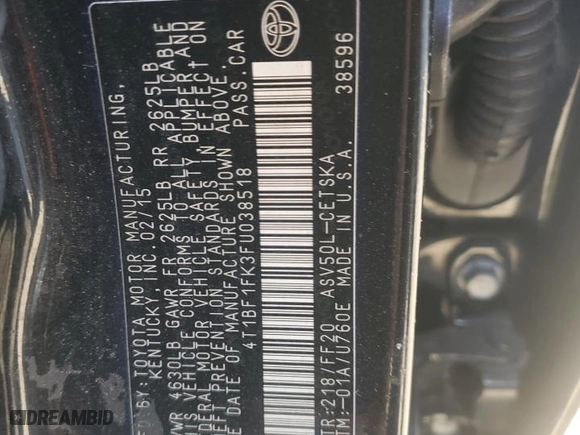 FD BY: TOYOTA MOTOR MANUFACTURING,
KENTUCKY, INC 02/15
GVWR 4630LB GAWR FR 2625LB RR 2625LB
THIS VEHICLE CONFORMS TO ALL APPLICABLE
FEDERAL MOTOR VEHICLE SAFETY BUMPER AND
THEFT PREVENTION STANDARDS IN EFFECT ON
THE DATE OF MANUFACTURE SHOWN ABOVE.
4T1BF1FK3FU038518 PASS.CAR
TR:218/FF20 ASV50L-CETSKA 38596
TM:-01A/U760E MADE IN U.S.A.
DREAMBID